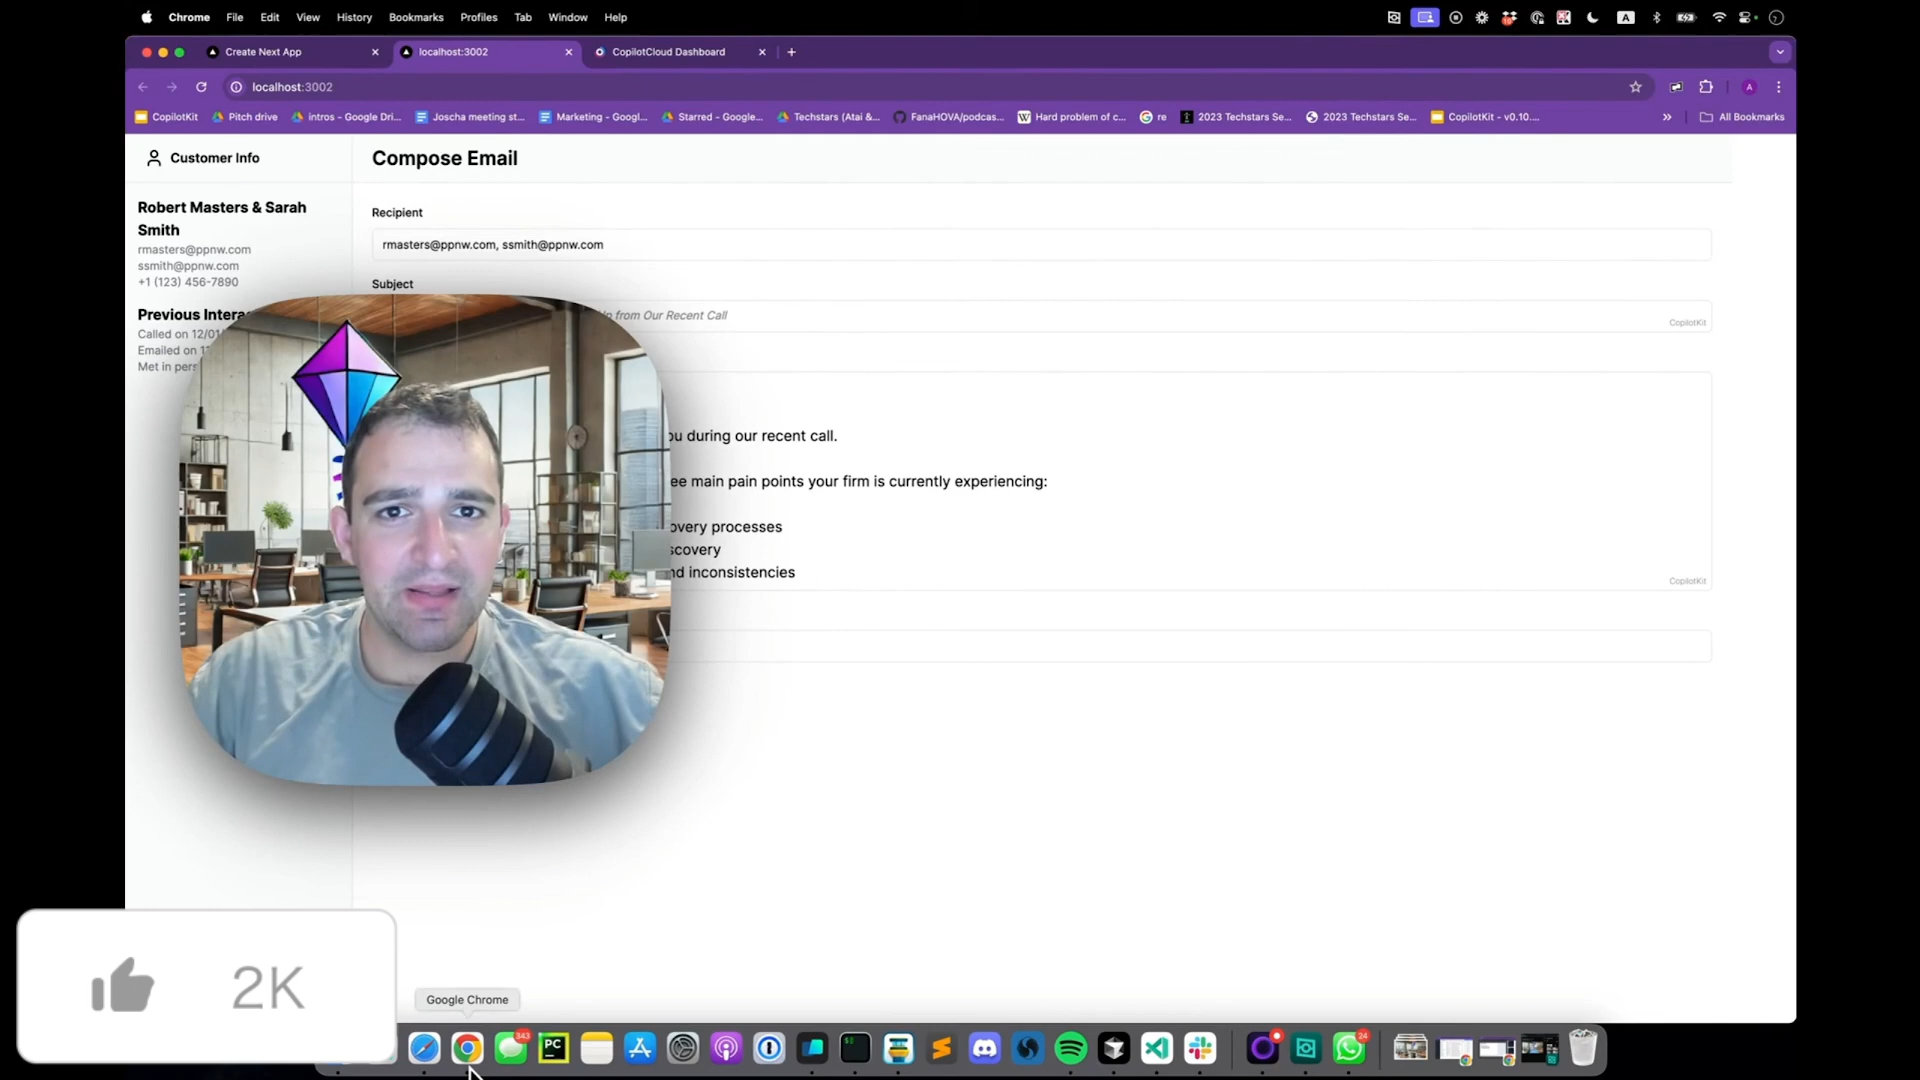 Chrome File Edit View History Bookmarks Profiles Tab Window Help
Create Next App
localhost:3002
CopilotCloud Dashboard
localhost:3002
CopilotKit
Pitch drive
intros - Google Dri...
Joscha meeting st...
Marketing - Googl...
Starred - Google...
Techstars (Atai &...
FanaHOVA/podcas...
Hard problem of c...
re
2023 Techstars Se...
2023 Techstars Se...
CopilotKit - v0.10....
All Bookmarks
Customer Info
Compose Email
Robert Masters & Sarah
Smith
rmasters@ppnw.com
ssmith@ppnw.com
+1 (123) 456-7890
Previous Intera
Called on 12/01
Emailed on 1
Met in pers
Recipient
rmasters@ppnw.com, ssmith@ppnw.com
Subject
from Our Recent Call
CopilotKit
ou during our recent call.
ee main pain points your firm is currently experiencing:
overy processes
scovery
nd inconsistencies
CopilotKit
2K
Google Chrome
343
PC
24